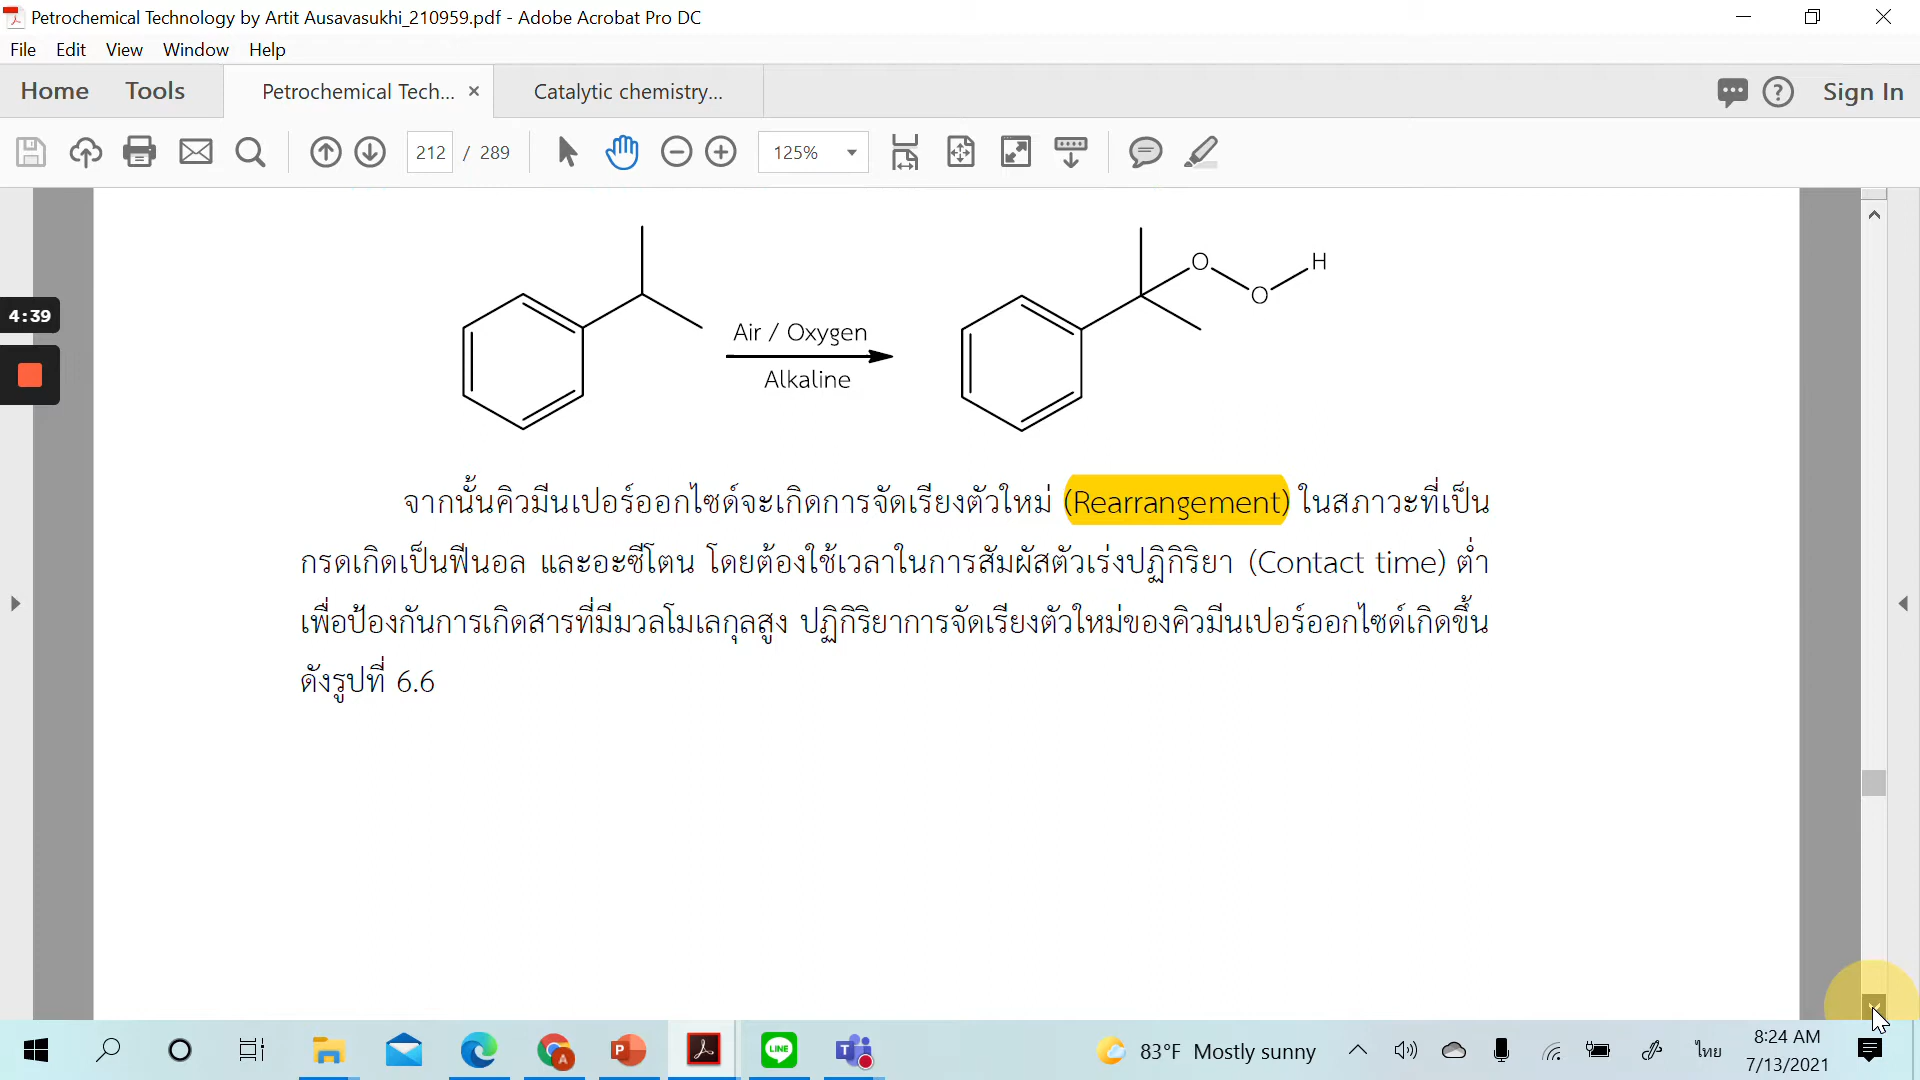 Petrochemical Technology by Artit Ausavasukhi_210959.pdf - Adobe Acrobat Pro DC
File Edit View Window Help
Home Tools Petrochemical Tech... × Catalytic chemistry... ? Sign In
212 / 289 125%
4:39
O H
O
Air / Oxygen
Alkaline
จากนั้นคิวมีนเปอร์ออกไซด์จะเกิดการจัดเรียงตัวใหม่ (Rearrangement) ในสภาวะที่เป็น
กรดเกิดเป็นฟีนอล และอะซีโตน โดยต้องใช้เวลาในการสัมผัสตัวเร่งปฏิกิริยา (Contact time) ต่ำ
เพื่อป้องกันการเกิดสารที่มีมวลโมเลกุลสูง ปฏิกิริยาการจัดเรียงตัวใหม่ของคิวมีนเปอร์ออกไซด์เกิดขึ้น
ดังรูปที่ 6.6
A P LINE T
83°F Mostly sunny ไทย 8:24 AM
7/13/2021